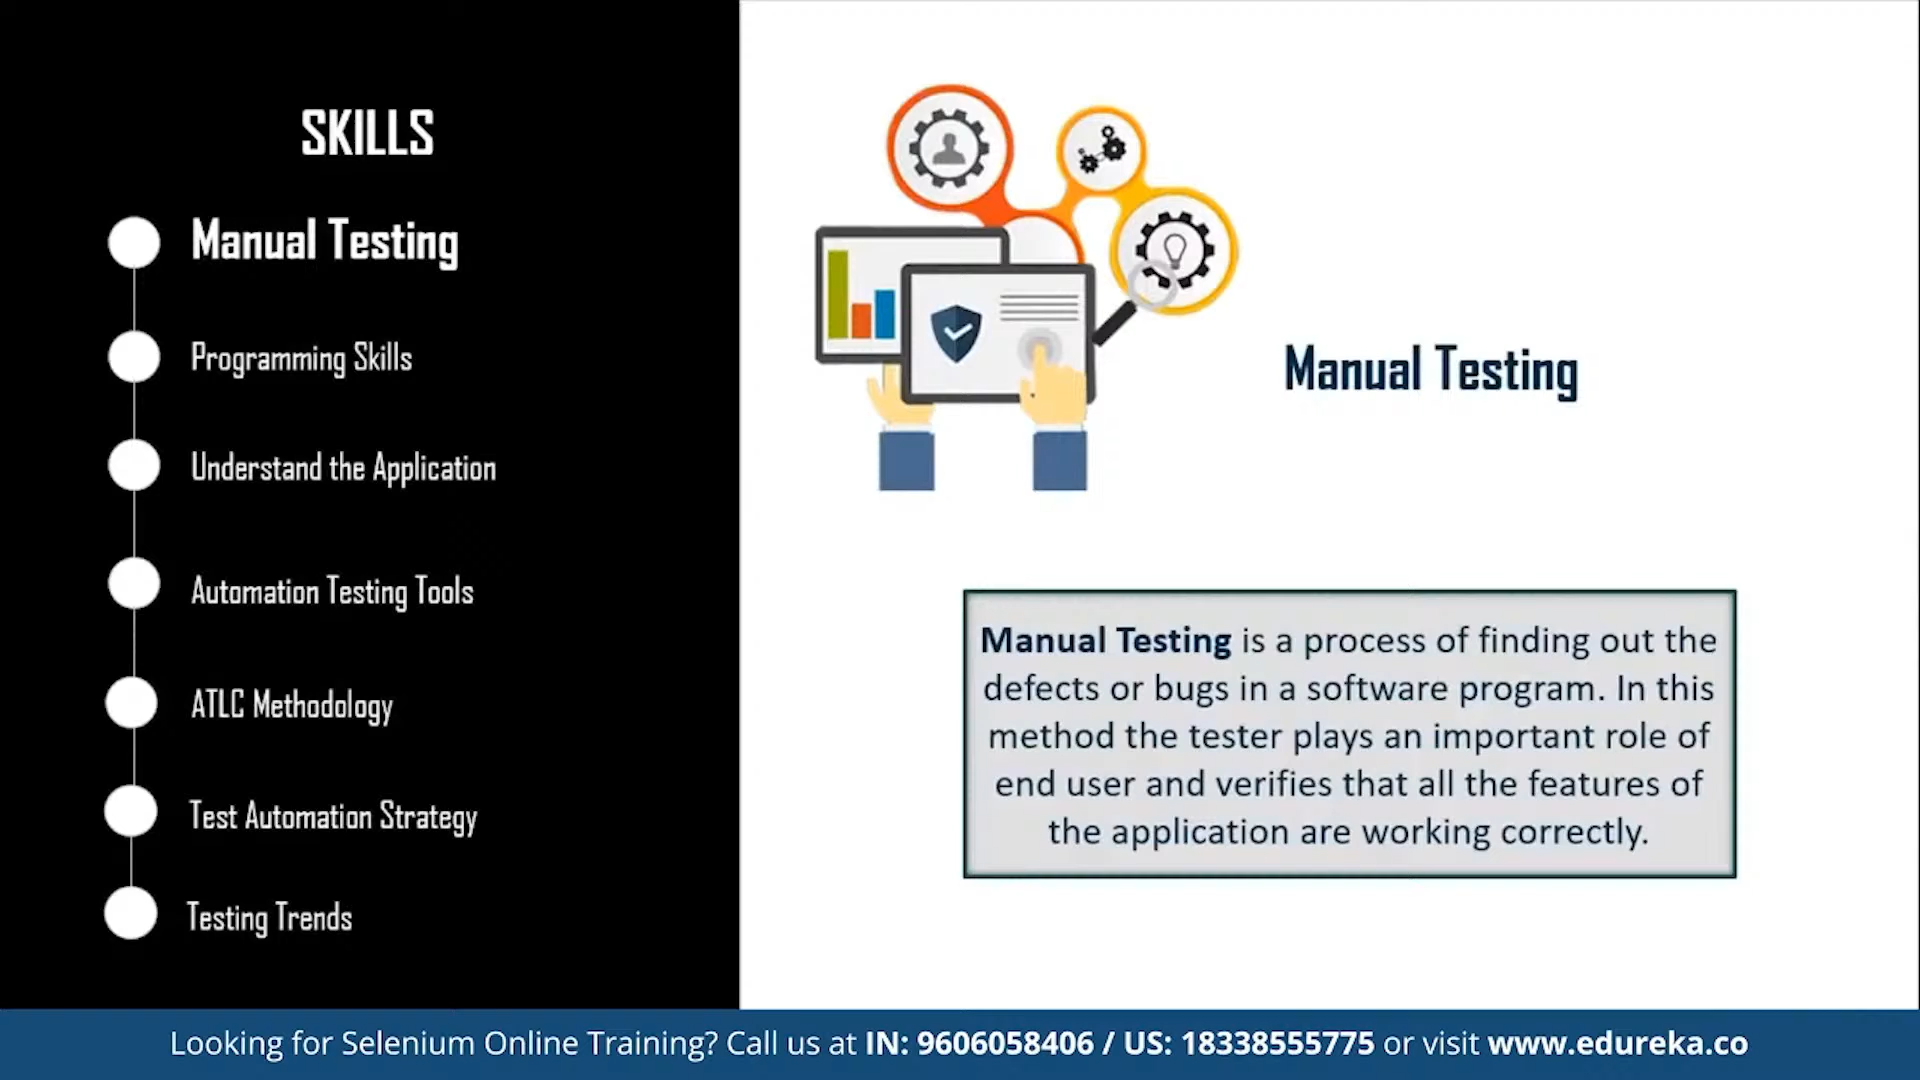 SKILLS
Manual Testing
Programming Skills
Understand the Application
Automation Testing Tools
ATLC Methodology
Test Automation Strategy
Testing Trends
Manual Testing
Manual Testing is a process of finding out the
defects or bugs in a software program. In this
method the tester plays an important role of
end user and verifies that all the features of
the application are working correctly.
Looking for Selenium Online Training? Call us at IN: 9606058406 / US: 18338555775 or visit www.edureka.co